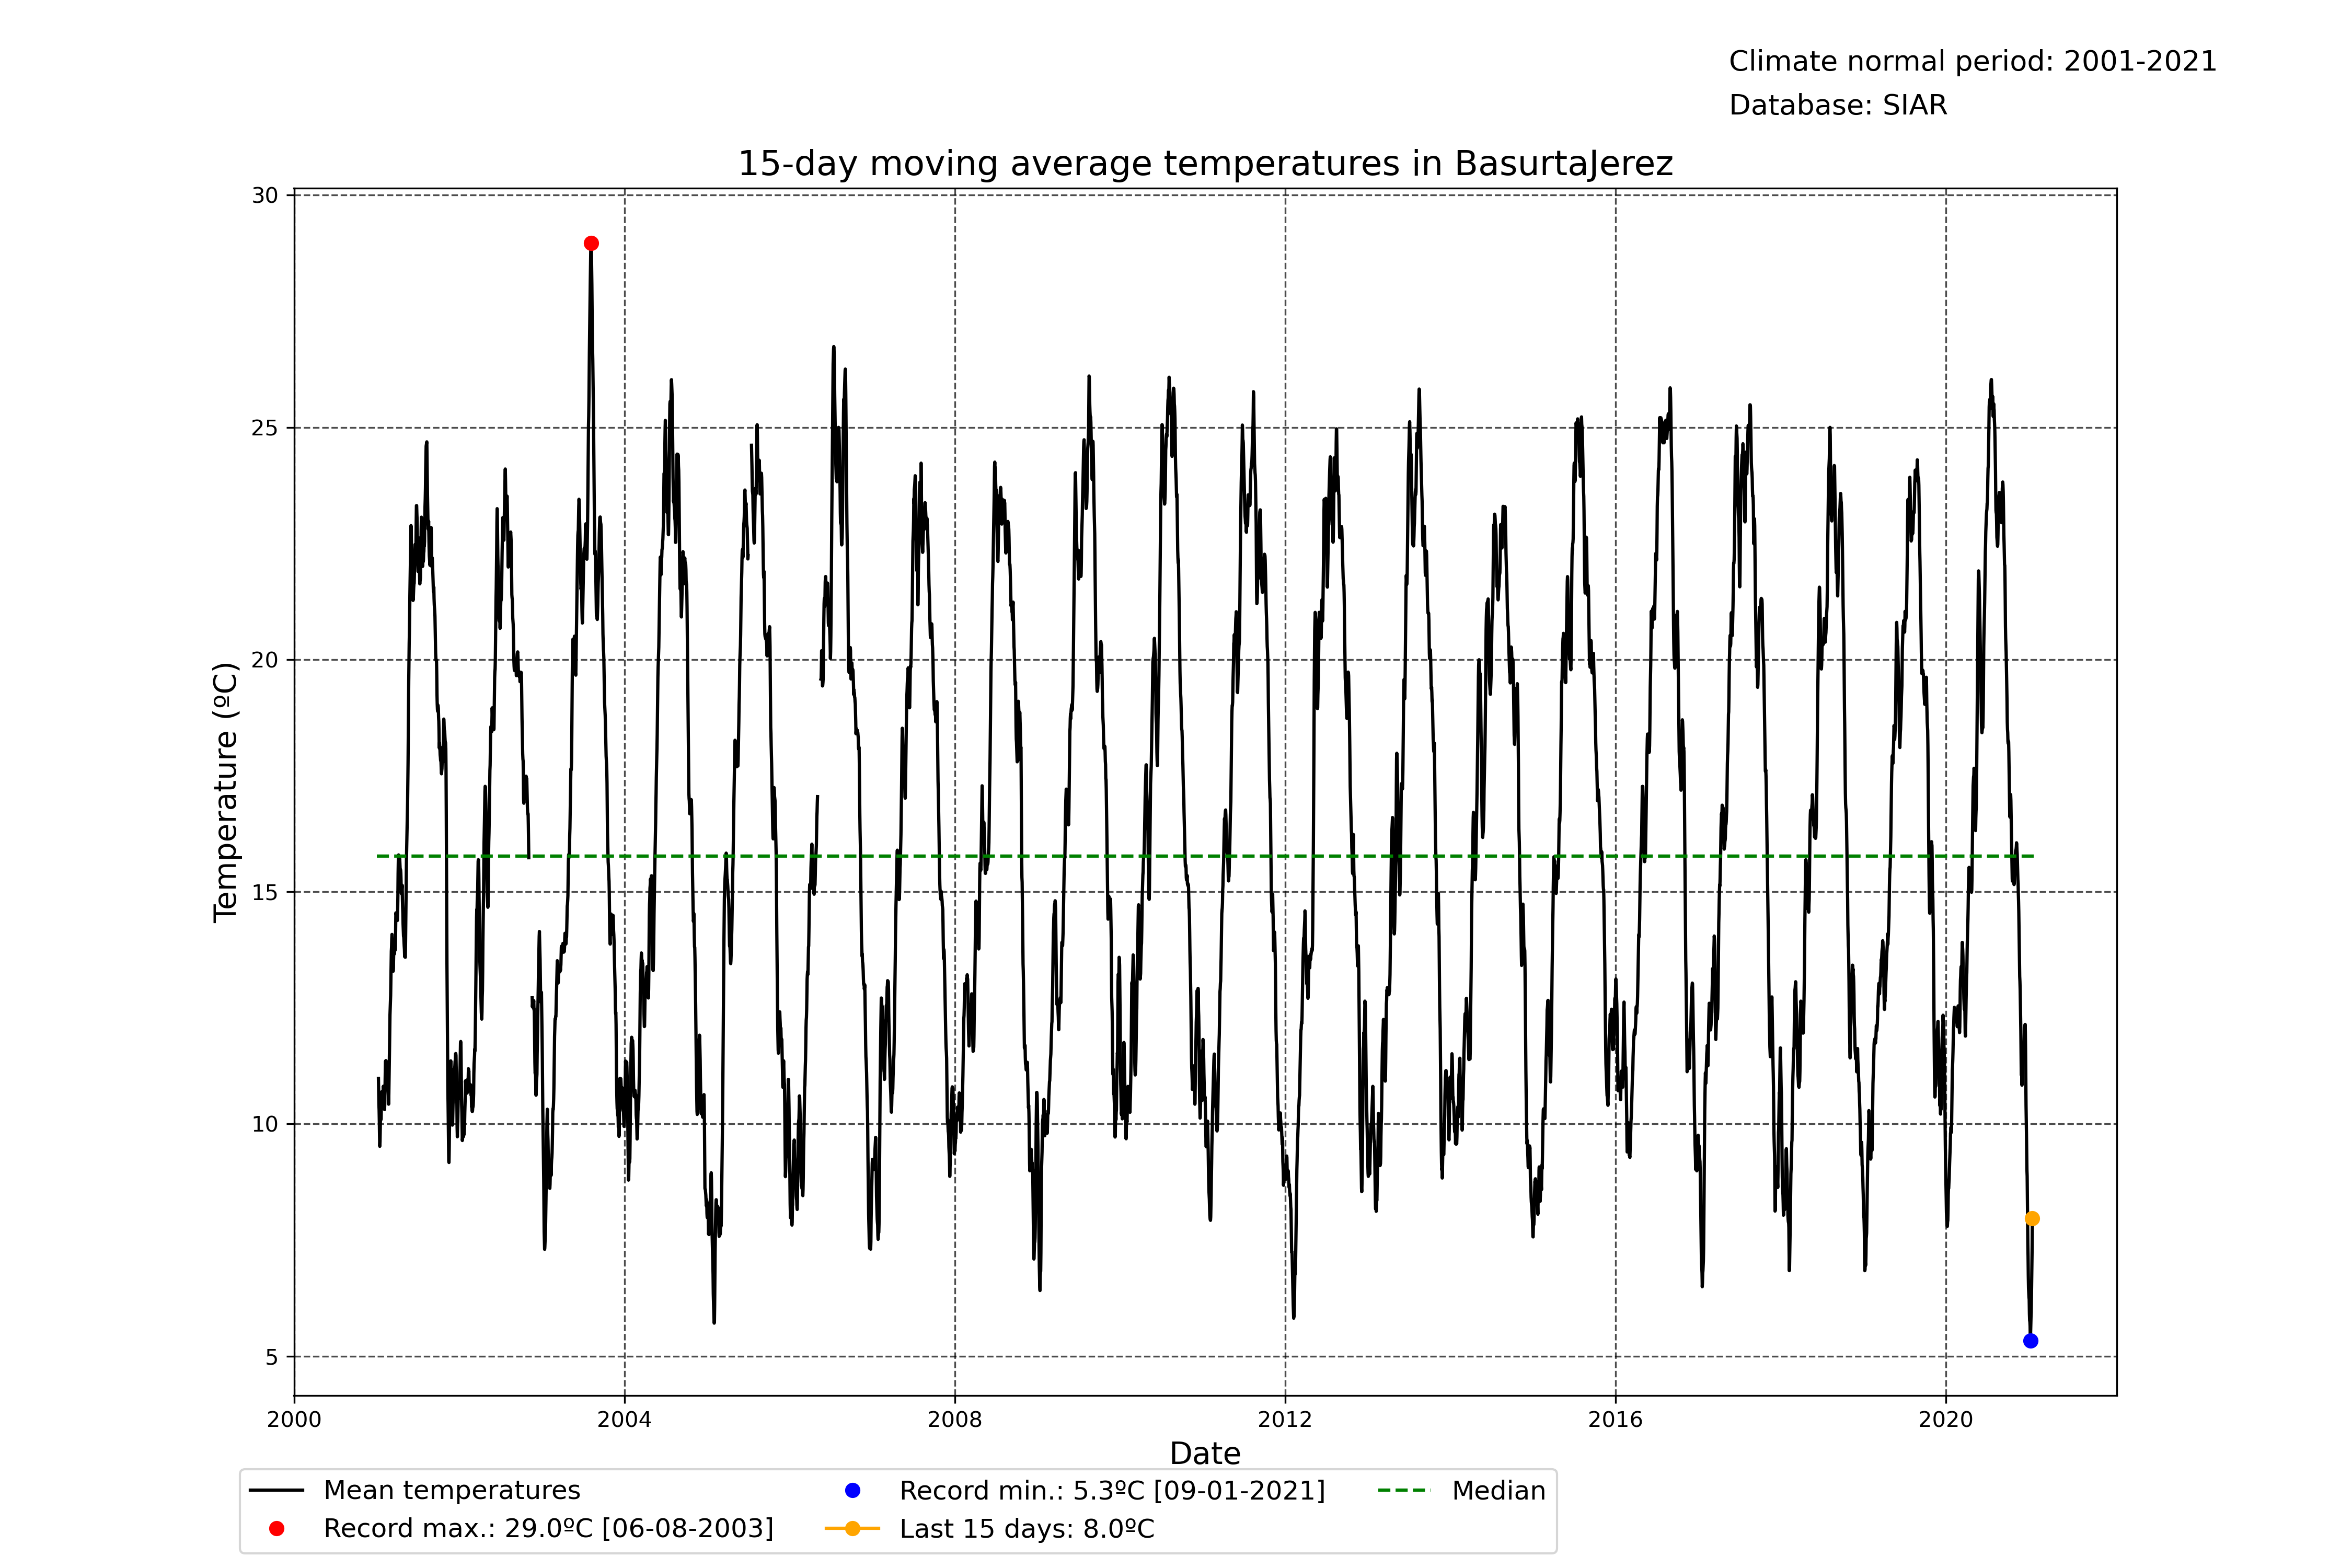 Climate normal period: 2001-2021
Database: SIAR
15-day moving average temperatures in BasurtaJerez
30
25
20
15
10
5
Temperature (ºC)
2000 2004 2008 2012 2016 2020
Date
Mean temperatures
Record max.: 29.0ºC [06-08-2003]
Record min.: 5.3ºC [09-01-2021]
Last 15 days: 8.0ºC
Median